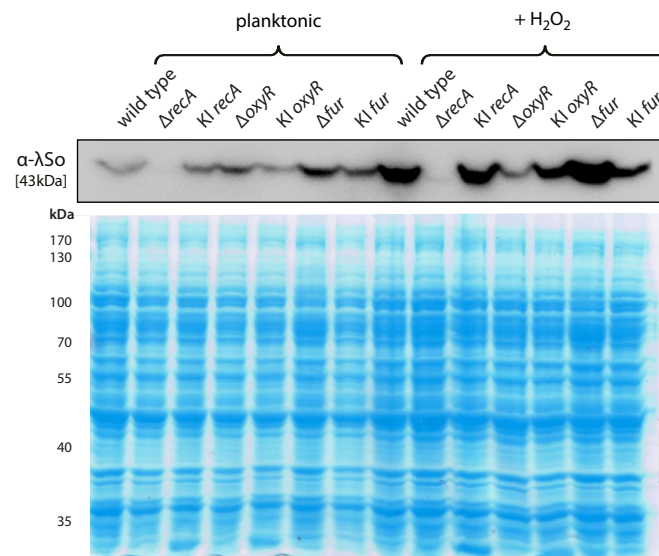 planktonic + H₂O₂
wild type ΔrecA KI recA ΔoxyR KI oxyR Δfur KI fur wild type ΔrecA KI recA ΔoxyR KI oxyR Δfur KI fur
α-λSo
[43kDa]
kDa
170
130
100
70
55
40
35